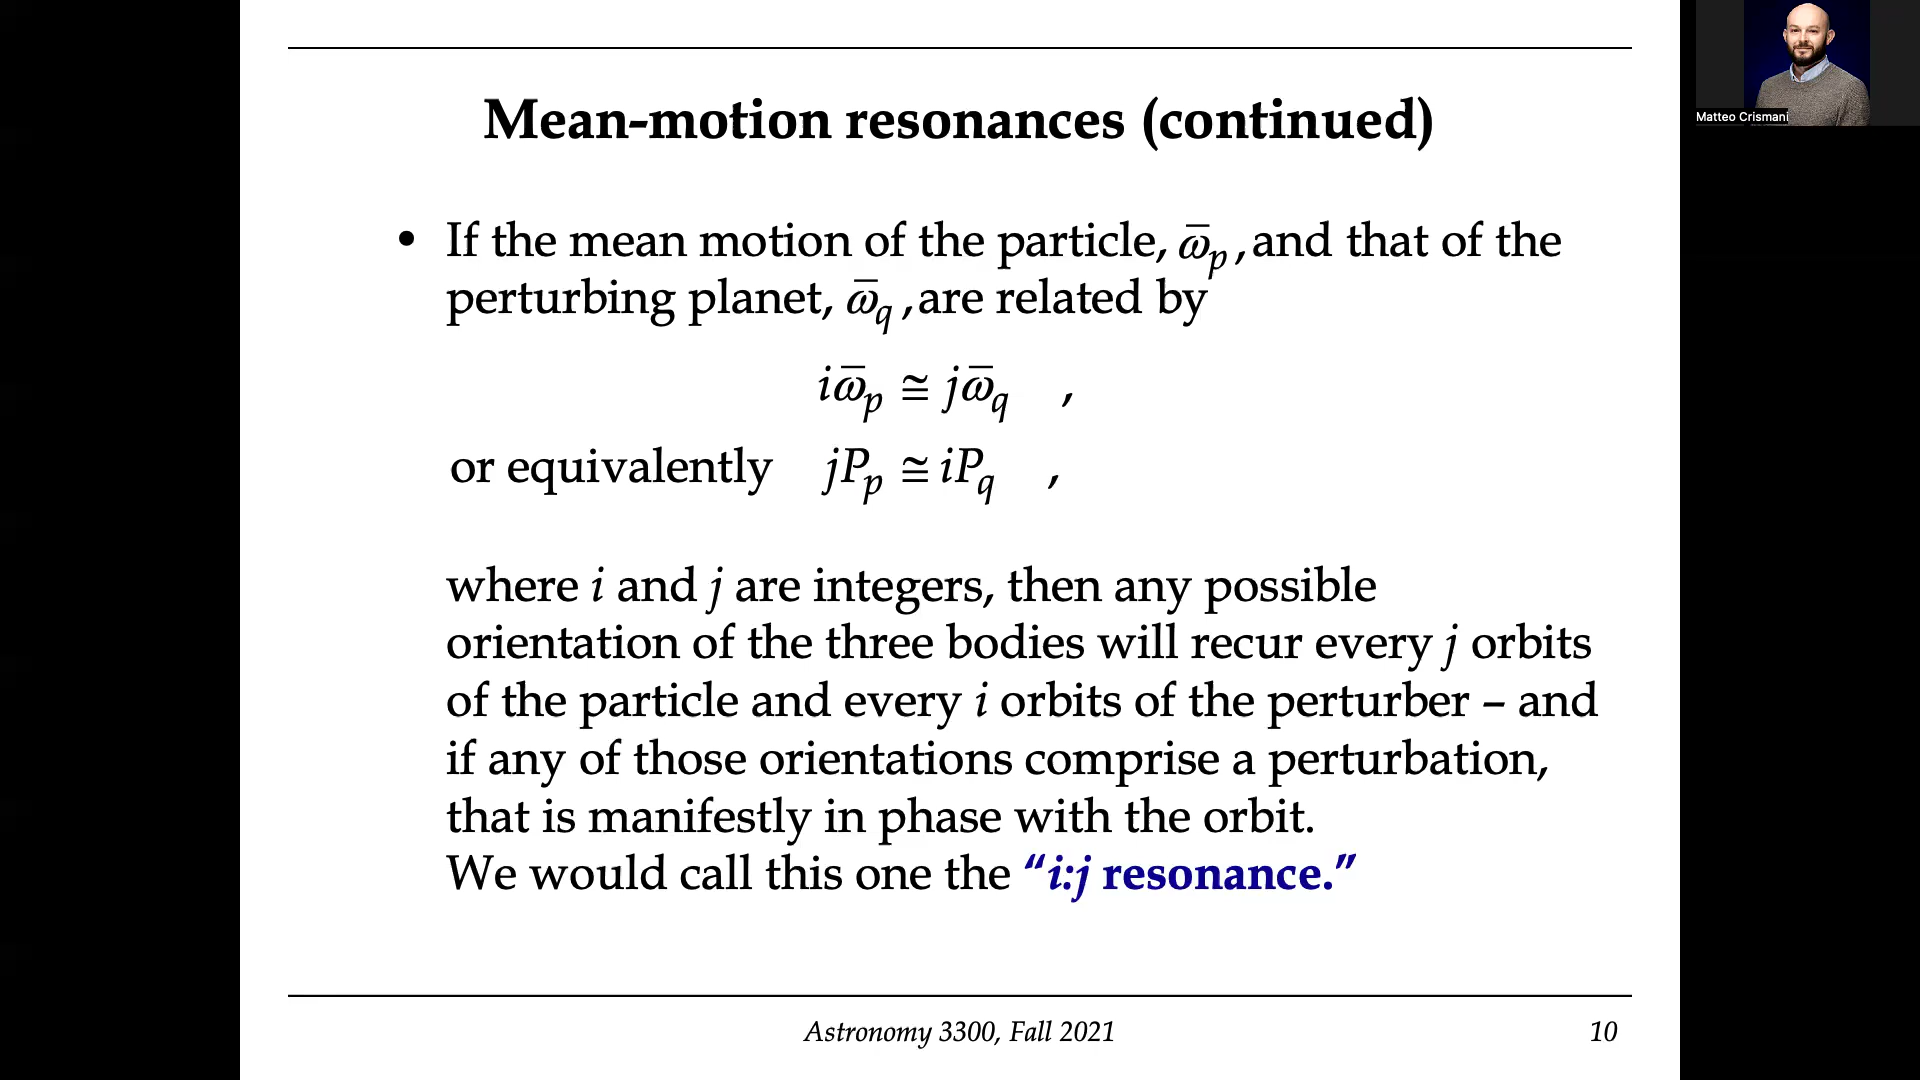 Matteo Crismani
Mean-motion resonances (continued)
• If the mean motion of the particle, ω̅ₚ, and that of the
perturbing planet, ω̅_q, are related by
iω̅ₚ ≅ jω̅_q ,
or equivalently jPₚ ≅ iP_q ,
where i and j are integers, then any possible
orientation of the three bodies will recur every j orbits
of the particle and every i orbits of the perturber – and
if any of those orientations comprise a perturbation,
that is manifestly in phase with the orbit.
We would call this one the “i:j resonance.”
Astronomy 3300, Fall 2021
10